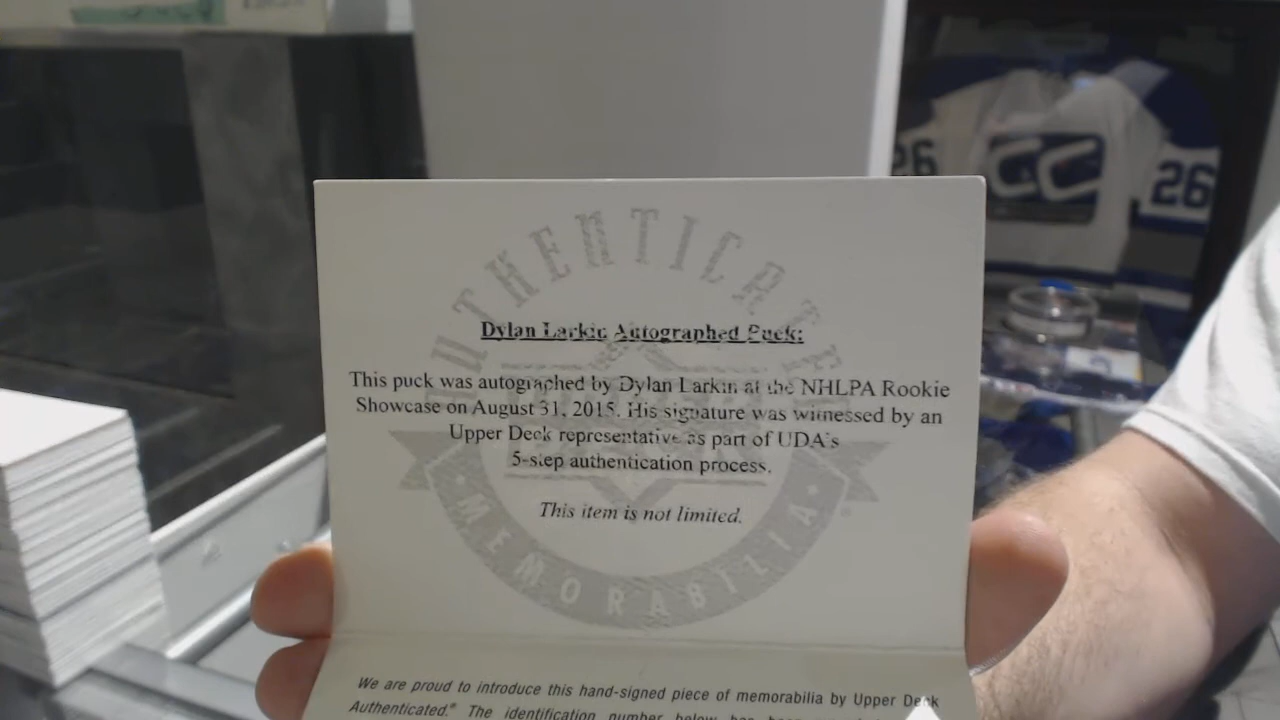 AUTHENTICATED
Dylan Larkin Autographed Puck:
This puck was autographed by Dylan Larkin at the NHLPA Rookie
Showcase on August 31, 2015. His signature was witnessed by an
Upper Deck representative as part of UDA's
5-step authentication process.
This item is not limited.
MEMORABILIA
We are proud to introduce this hand-signed piece of memorabilia by Upper Deck
Authenticated.® The identification number below has been
26
CC
26